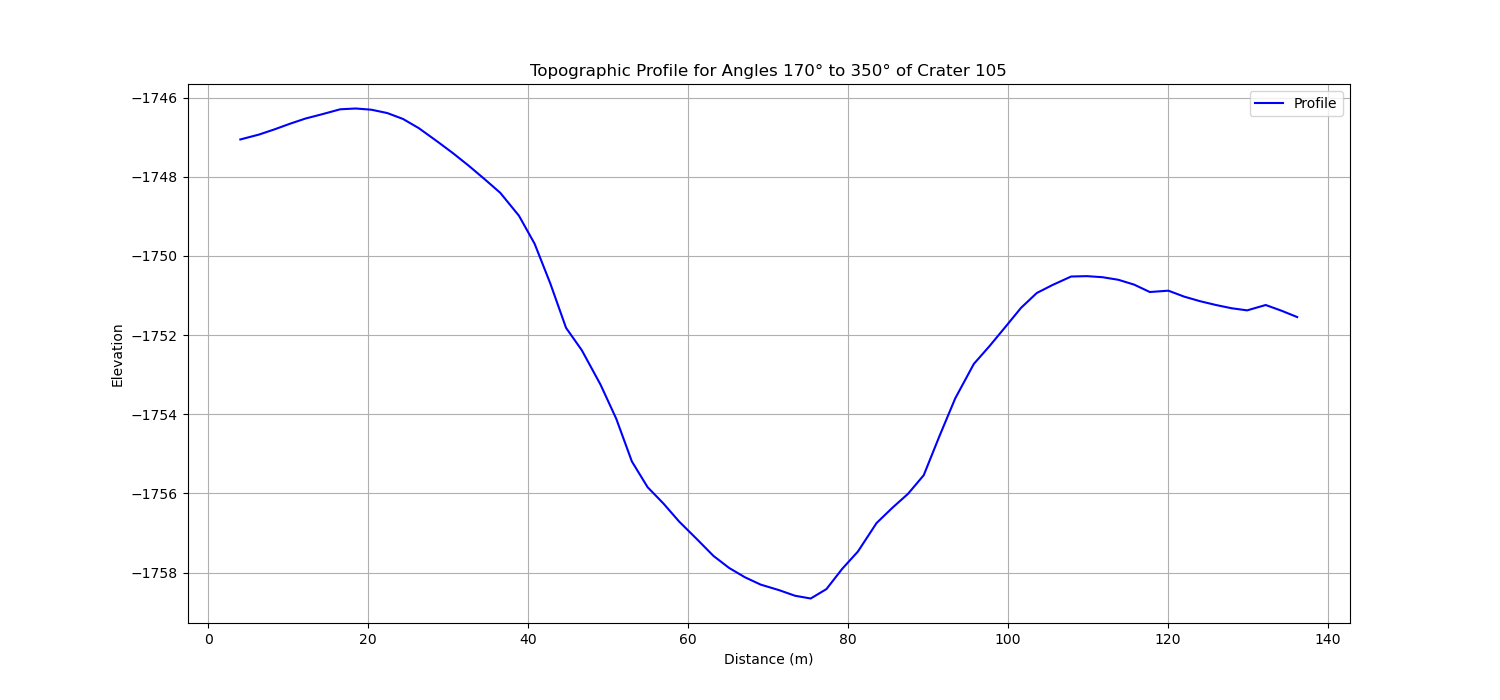 Topographic Profile for Angles 170° to 350° of Crater 105
Profile
−1746
−1748
−1750
−1752
−1754
−1756
−1758
Elevation
0 20 40 60 80 100 120 140
Distance (m)